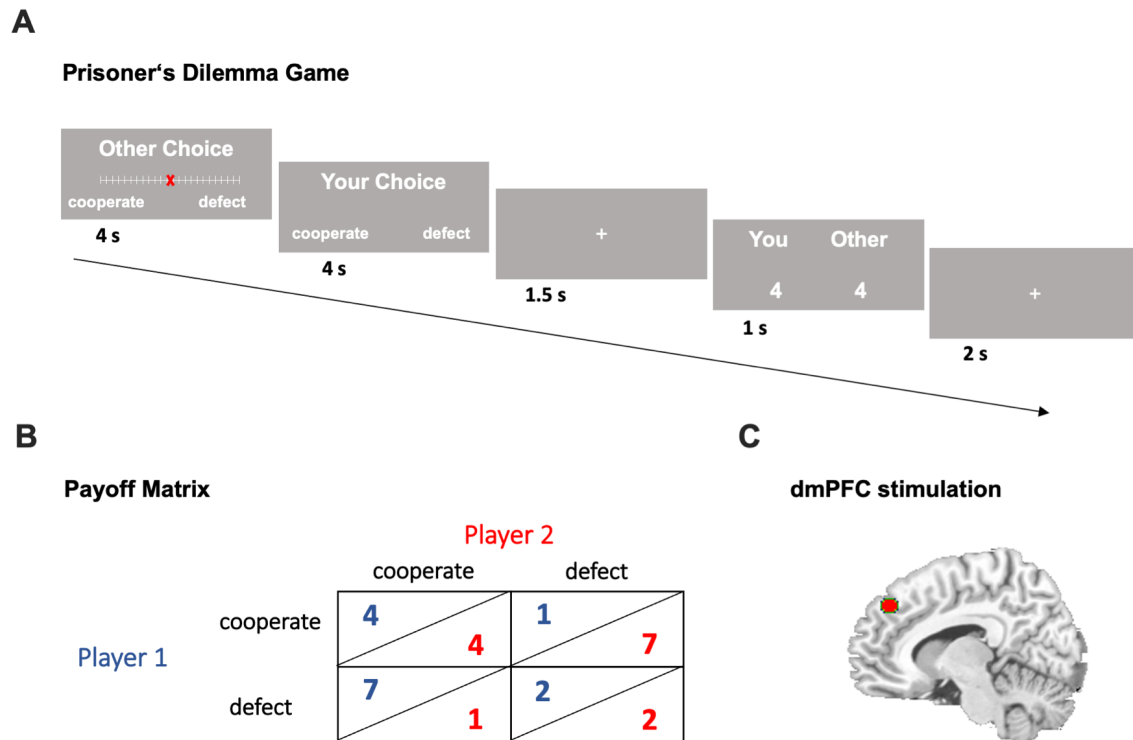 A
Prisoner‘s Dilemma Game
Other Choice
x
cooperate defect
4 s
Your Choice
cooperate defect
4 s
+
1.5 s
You Other
4 4
1 s
+
2 s
B
Payoff Matrix
Player 2
cooperate defect
Player 1
cooperate
4 4 1 7
defect
7 1 2 2
C
dmPFC stimulation